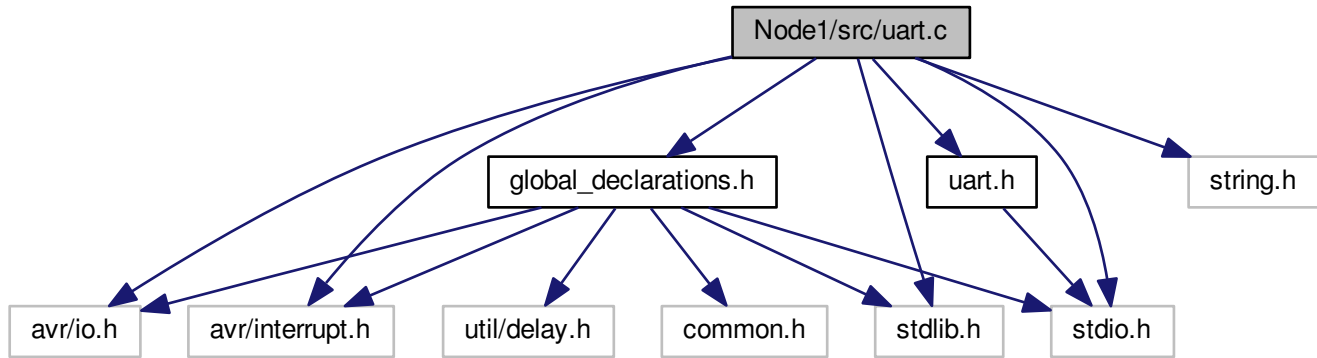 Node1/src/uart.c
global_declarations.h
uart.h
string.h
avr/io.h
avr/interrupt.h
util/delay.h
common.h
stdlib.h
stdio.h